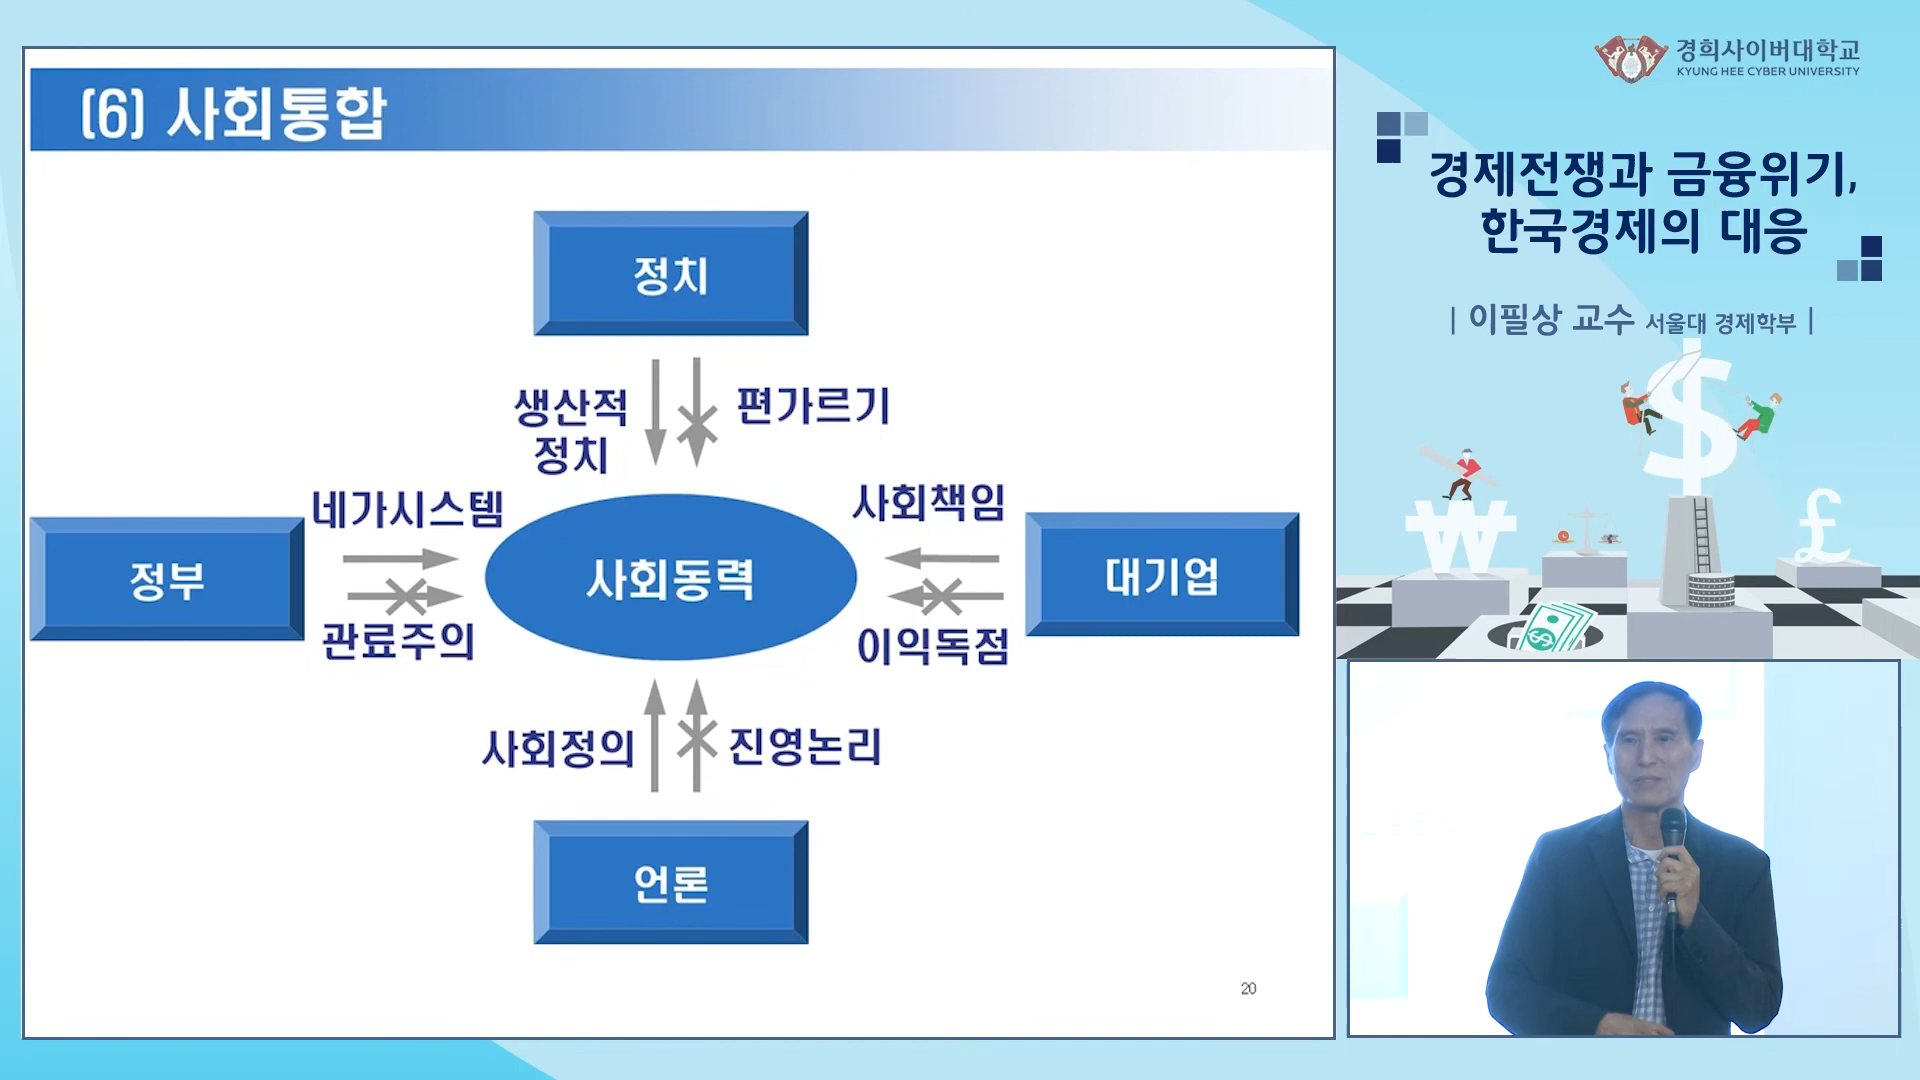 경희사이버대학교
KYUNG HEE CYBER UNIVERSITY
(6) 사회통합
경제전쟁과 금융위기,
한국경제의 대응
| 이필상 교수 서울대 경제학부 |
정치
생산적
정치
편가르기
네가시스템
사회책임
정부
사회동력
대기업
관료주의
이익독점
사회정의
진영논리
언론
20